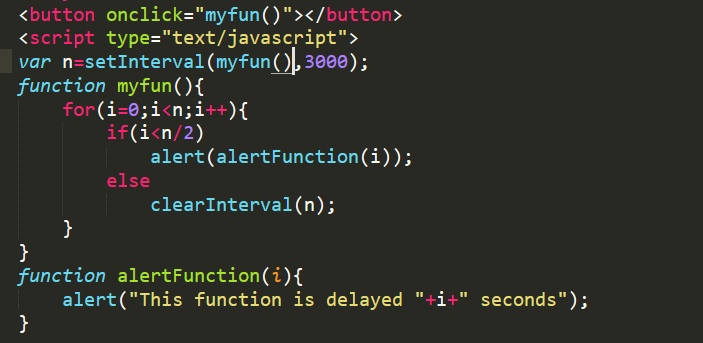 <button onclick="myfun()"></button>
<script type="text/javascript">
var n=setInterval(myfun(),3000);
function myfun(){
    for(i=0;i<n;i++){
        if(i<n/2)
            alert(alertFunction(i));
        else
            clearInterval(n);
    }
}
function alertFunction(i){
    alert("This function is delayed "+i+" seconds");
}